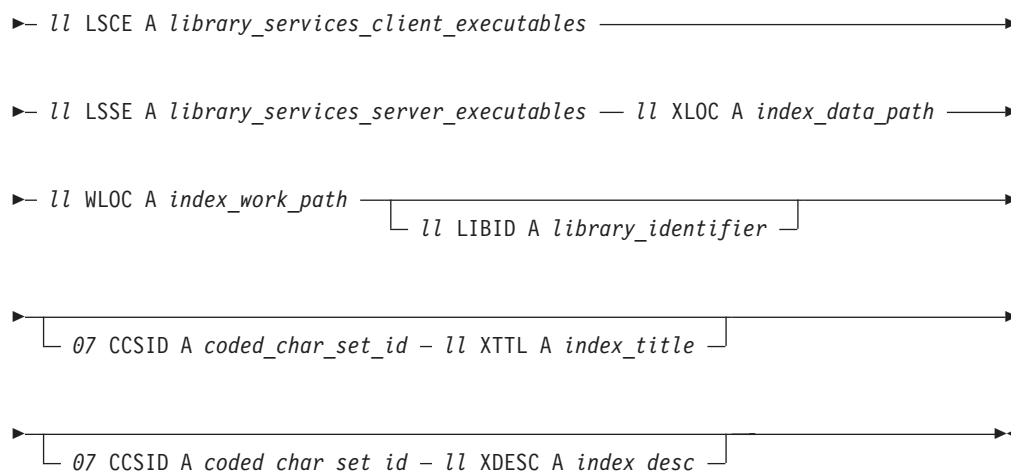 ll LSCE A library_services_client_executables
ll LSSE A library_services_server_executables — ll XLOC A index_data_path
ll WLOC A index_work_path
ll LIBID A library_identifier
07 CCSID A coded_char_set_id — ll XTTL A index_title
07 CCSID A coded_char_set_id — ll XDESC A index_desc